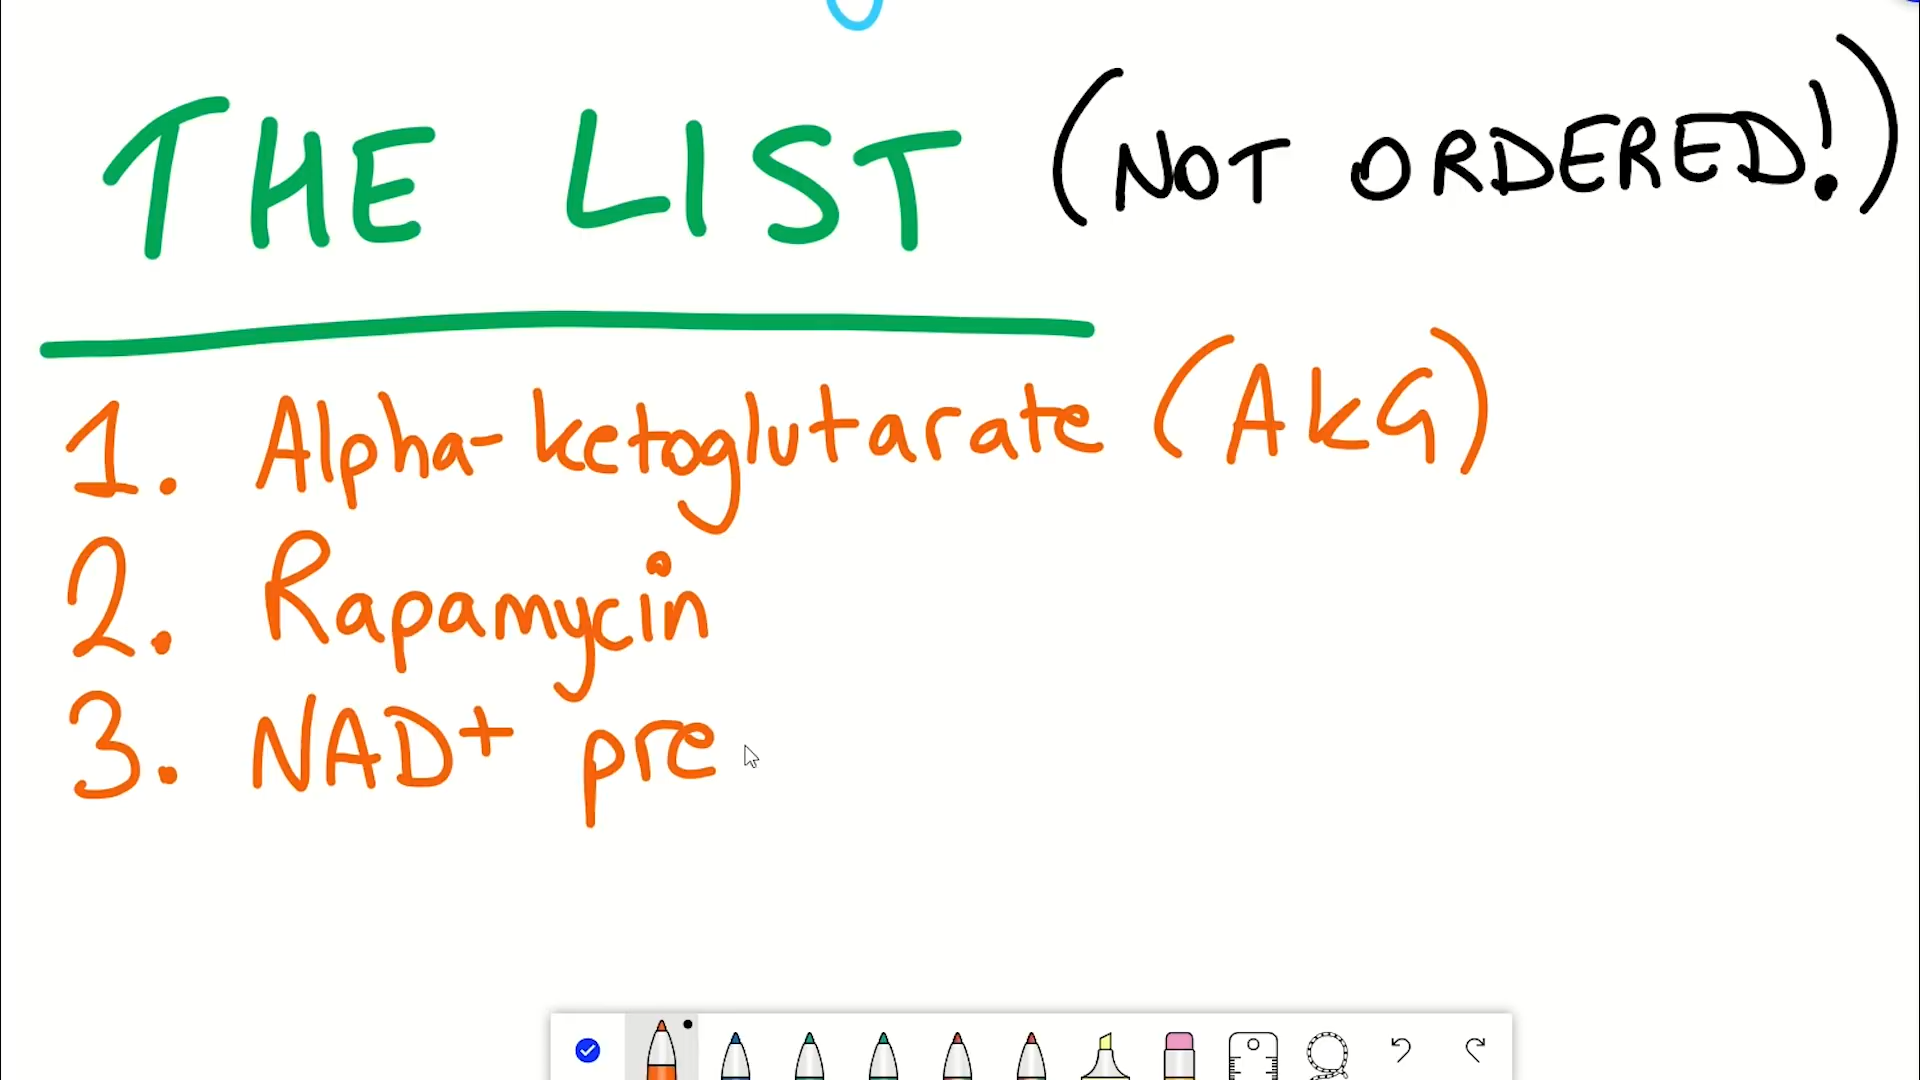 THE LIST (NOT ORDERED!)
1. Alpha-ketoglutarate (AKG)
2. Rapamycin
3. NAD+ pre